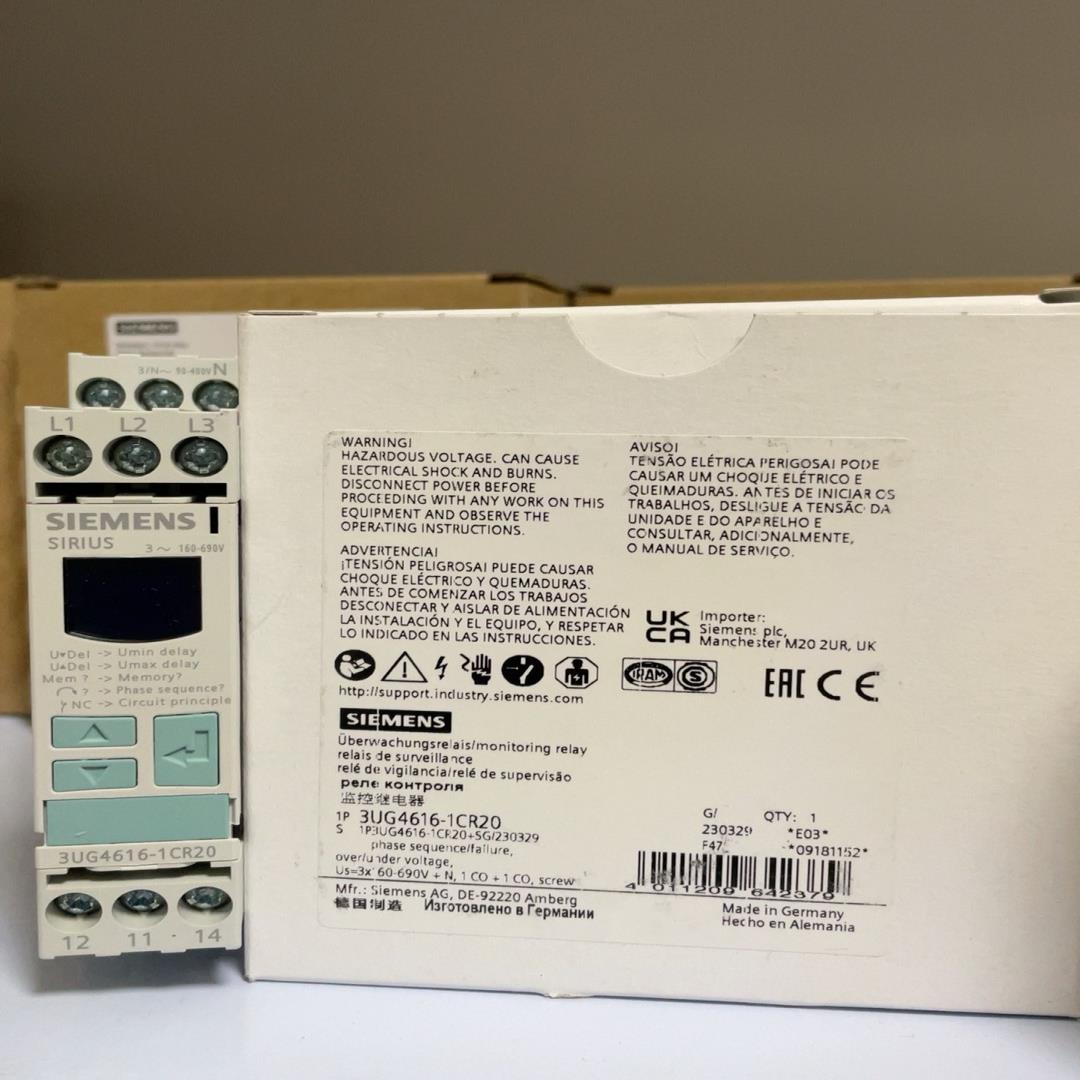 3/N~ 90-400V N
L1 L2 L3
SIEMENS
SIRIUS
3 ~ 160-690V
U▾Del -> Umin delay
U▴Del -> Umax delay
Mem ? -> Memory?
? -> Phase sequence?
NC -> Circuit principle
3UG4616-1CR20
12 11 14
WARNING!
HAZARDOUS VOLTAGE. CAN CAUSE
ELECTRICAL SHOCK AND BURNS.
DISCONNECT POWER BEFORE
PROCEEDING WITH ANY WORK ON THIS
EQUIPMENT AND OBSERVE THE
OPERATING INSTRUCTIONS.
ADVERTENCIA!
¡TENSIÓN PELIGROSA! PUEDE CAUSAR
CHOQUE ELÉCTRICO Y QUEMADURAS.
ANTES DE COMENZAR LOS TRABAJOS
DESCONECTAR Y AISLAR DE ALIMENTACIÓN
LA INSTALACIÓN Y EL EQUIPO, Y RESPETAR
LO INDICADO EN LAS INSTRUCCIONES.
AVISO!
TENSÃO ELÉTRICA PERIGOSA! PODE
CAUSAR UM CHOQUE ELÉTRICO E
QUEIMADURAS. ANTES DE INICIAR OS
TRABALHOS, DESLIGUE A TENSÃO DA
UNIDADE E DO APARELHO E
CONSULTAR, ADICIONALMENTE,
O MANUAL DE SERVIÇO.
UK
CA
Importer:
Siemens plc,
Manchester M20 2UR, UK
IRAM S
EAC CE
http://support.industry.siemens.com
SIEMENS
Überwachungsrelais/monitoring relay
relais de surveillance
relé de vigilancia/relé de supervisão
реле контроля
监控继电器
1P 3UG4616-1CR20
S 1P3UG4616-1CR20+SG/230329
phase sequence/failure,
over/under voltage,
Us=3x 60-690V + N, 1 CO + 1 CO, screw
Mfr.: Siemens AG, DE-92220 Amberg
德国制造 Изготовлено в Германии
G/ QTY: 1
230329 *E03*
F47 *09181152*
4 011209 642379
Made in Germany
Hecho en Alemania